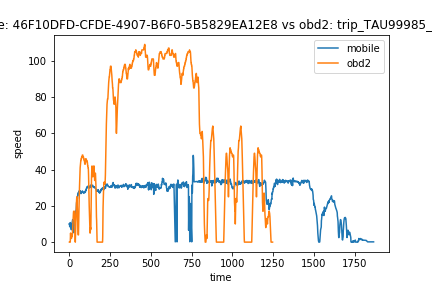 e: 46F10DFD-CFDE-4907-B6F0-5B5829EA12E8 vs obd2: trip_TAU99985_
mobile
obd2
100
80
60
40
20
0
speed
0 250 500 750 1000 1250 1500 1750
time